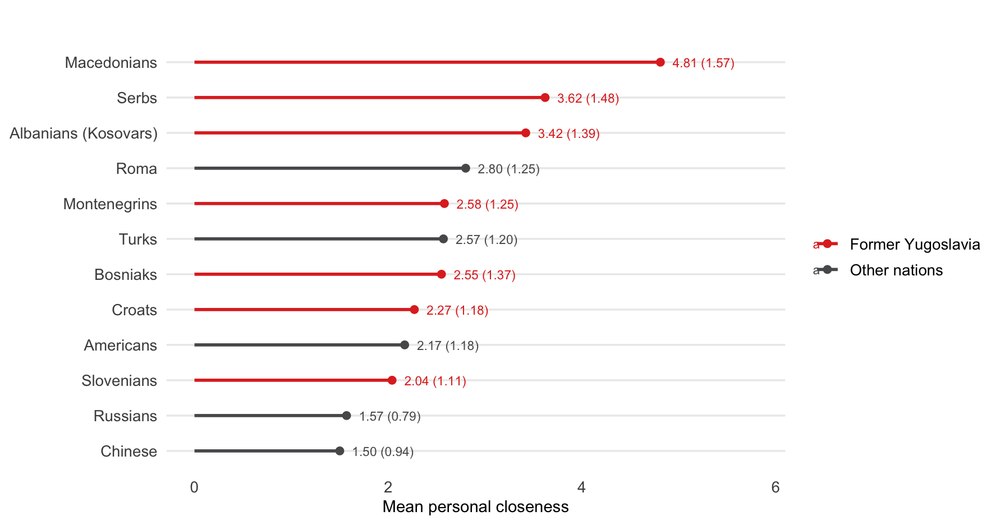 Macedonians 4.81 (1.57)
Serbs 3.62 (1.48)
Albanians (Kosovars) 3.42 (1.39)
Roma 2.80 (1.25)
Montenegrins 2.58 (1.25)
Turks 2.57 (1.20)
Bosniaks 2.55 (1.37)
Croats 2.27 (1.18)
Americans 2.17 (1.18)
Slovenians 2.04 (1.11)
Russians 1.57 (0.79)
Chinese 1.50 (0.94)
0 2 4 6
Mean personal closeness
a Former Yugoslavia
a Other nations